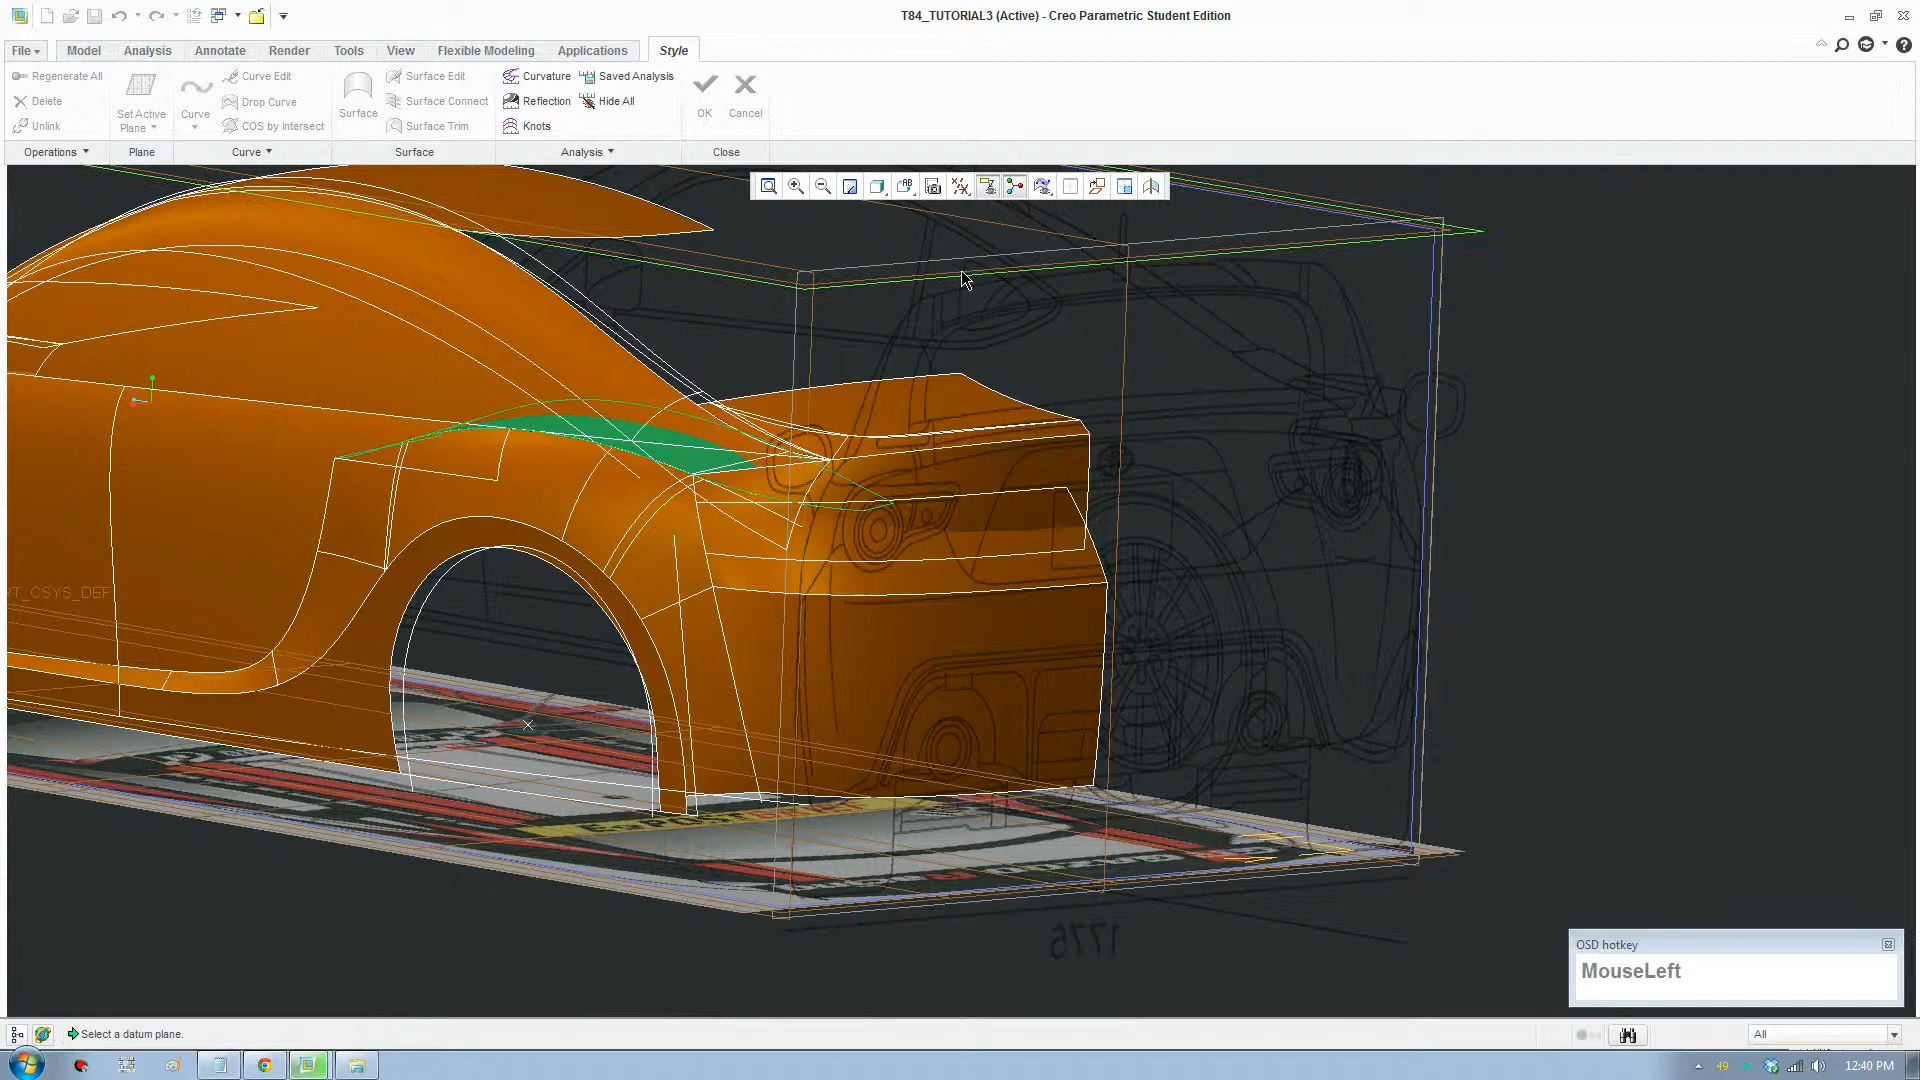 T84_TUTORIAL3 (Active) - Creo Parametric Student Edition
File Model Analysis Annotate Render Tools View Flexible Modeling Applications Style
Regenerate All
Delete
Unlink
Operations
Set Active
Plane
Plane
Curve
Curve Edit
Drop Curve
COS by Intersect
Curve
Surface
Surface Edit
Surface Connect
Surface Trim
Surface
Curvature
Saved Analysis
Reflection
Hide All
Knots
Analysis
OK
Cancel
Close
RT_CSYS_DEF
1775
OSD hotkey
MouseLeft
Select a datum plane.
All
49
12:40 PM